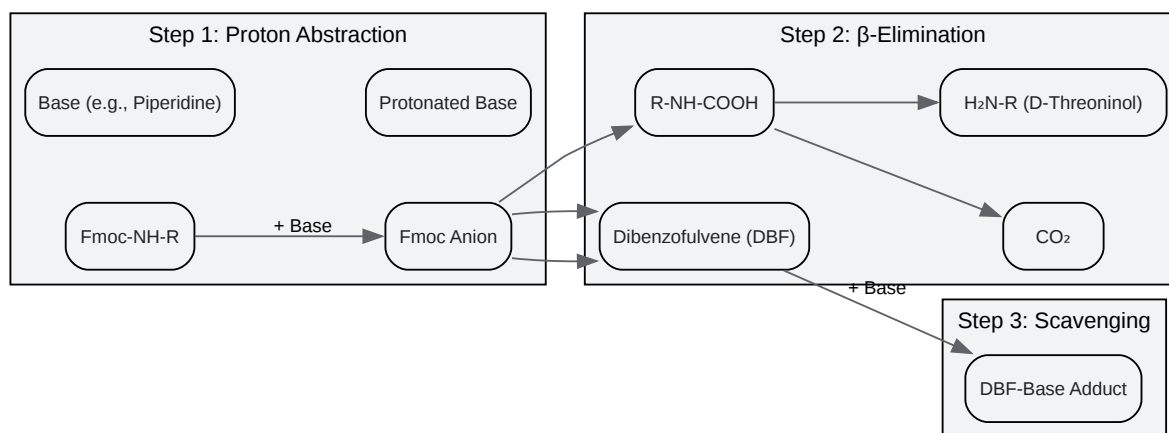 Step 1: Proton Abstraction
Base (e.g., Piperidine)
Protonated Base
Fmoc-NH-R
+ Base
Fmoc Anion
Step 2: β-Elimination
R-NH-COOH
H₂N-R (D-Threoninol)
Dibenzofulvene (DBF)
CO₂
+ Base
Step 3: Scavenging
DBF-Base Adduct